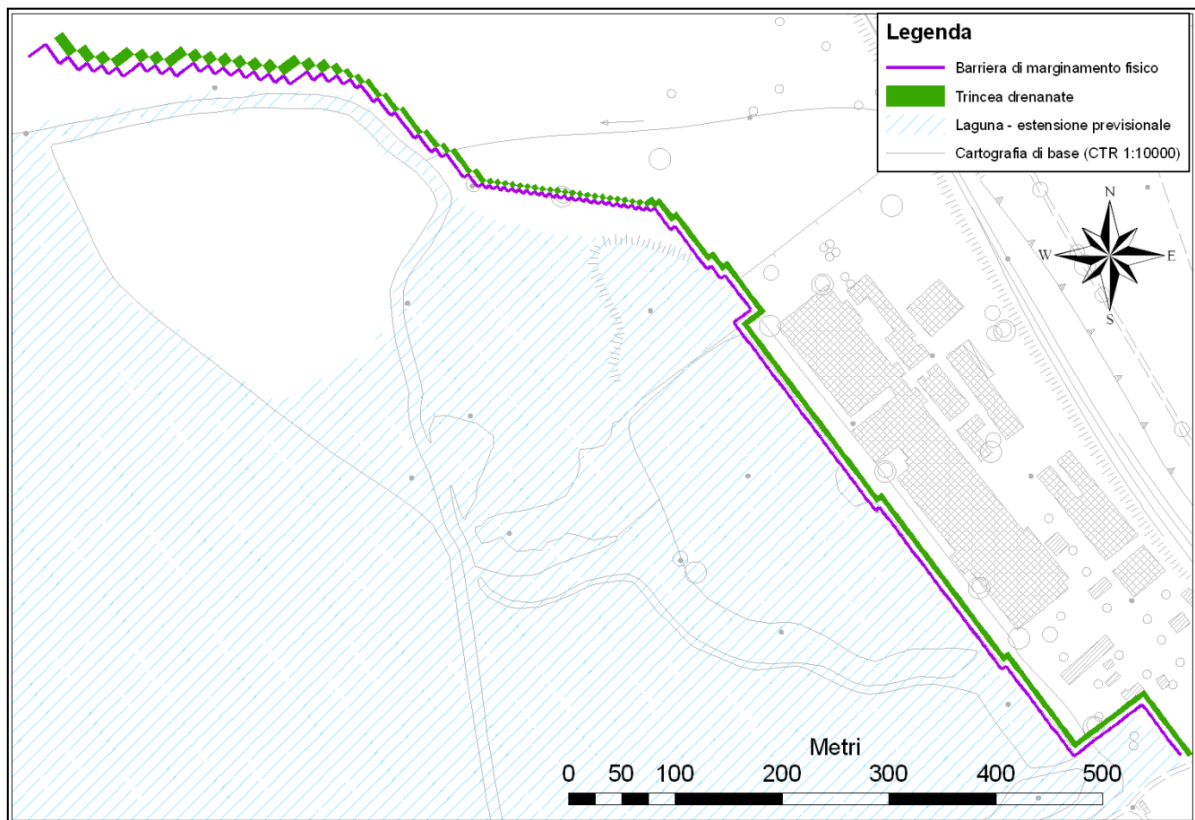 Legenda
Barriera di marginamento fisico
Trincea drenanate
Laguna - estensione previsionale
Cartografia di base (CTR 1:10000)
N
W E
S
Metri
0 50 100 200 300 400 500